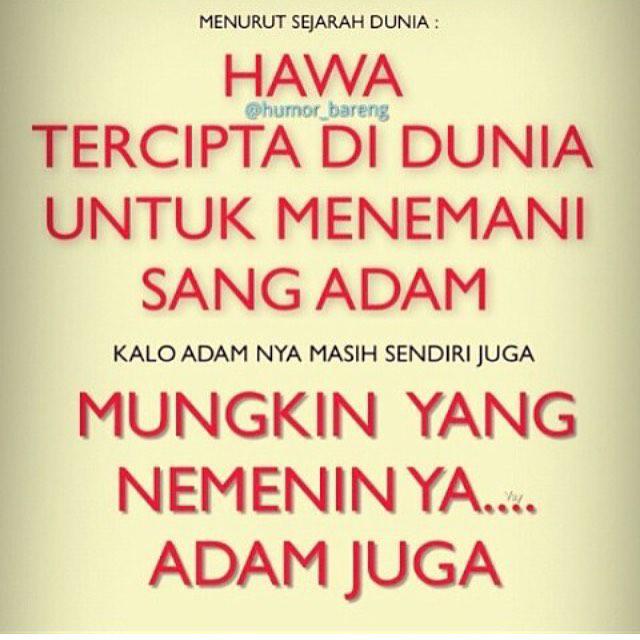 MENURUT SEJARAH DUNIA :
HAWA
@humor_bareng
TERCIPTA DI DUNIA
UNTUK MENEMANI
SANG ADAM
KALO ADAM NYA MASIH SENDIRI JUGA
MUNGKIN YANG
NEMENIN YA....
ADAM JUGA